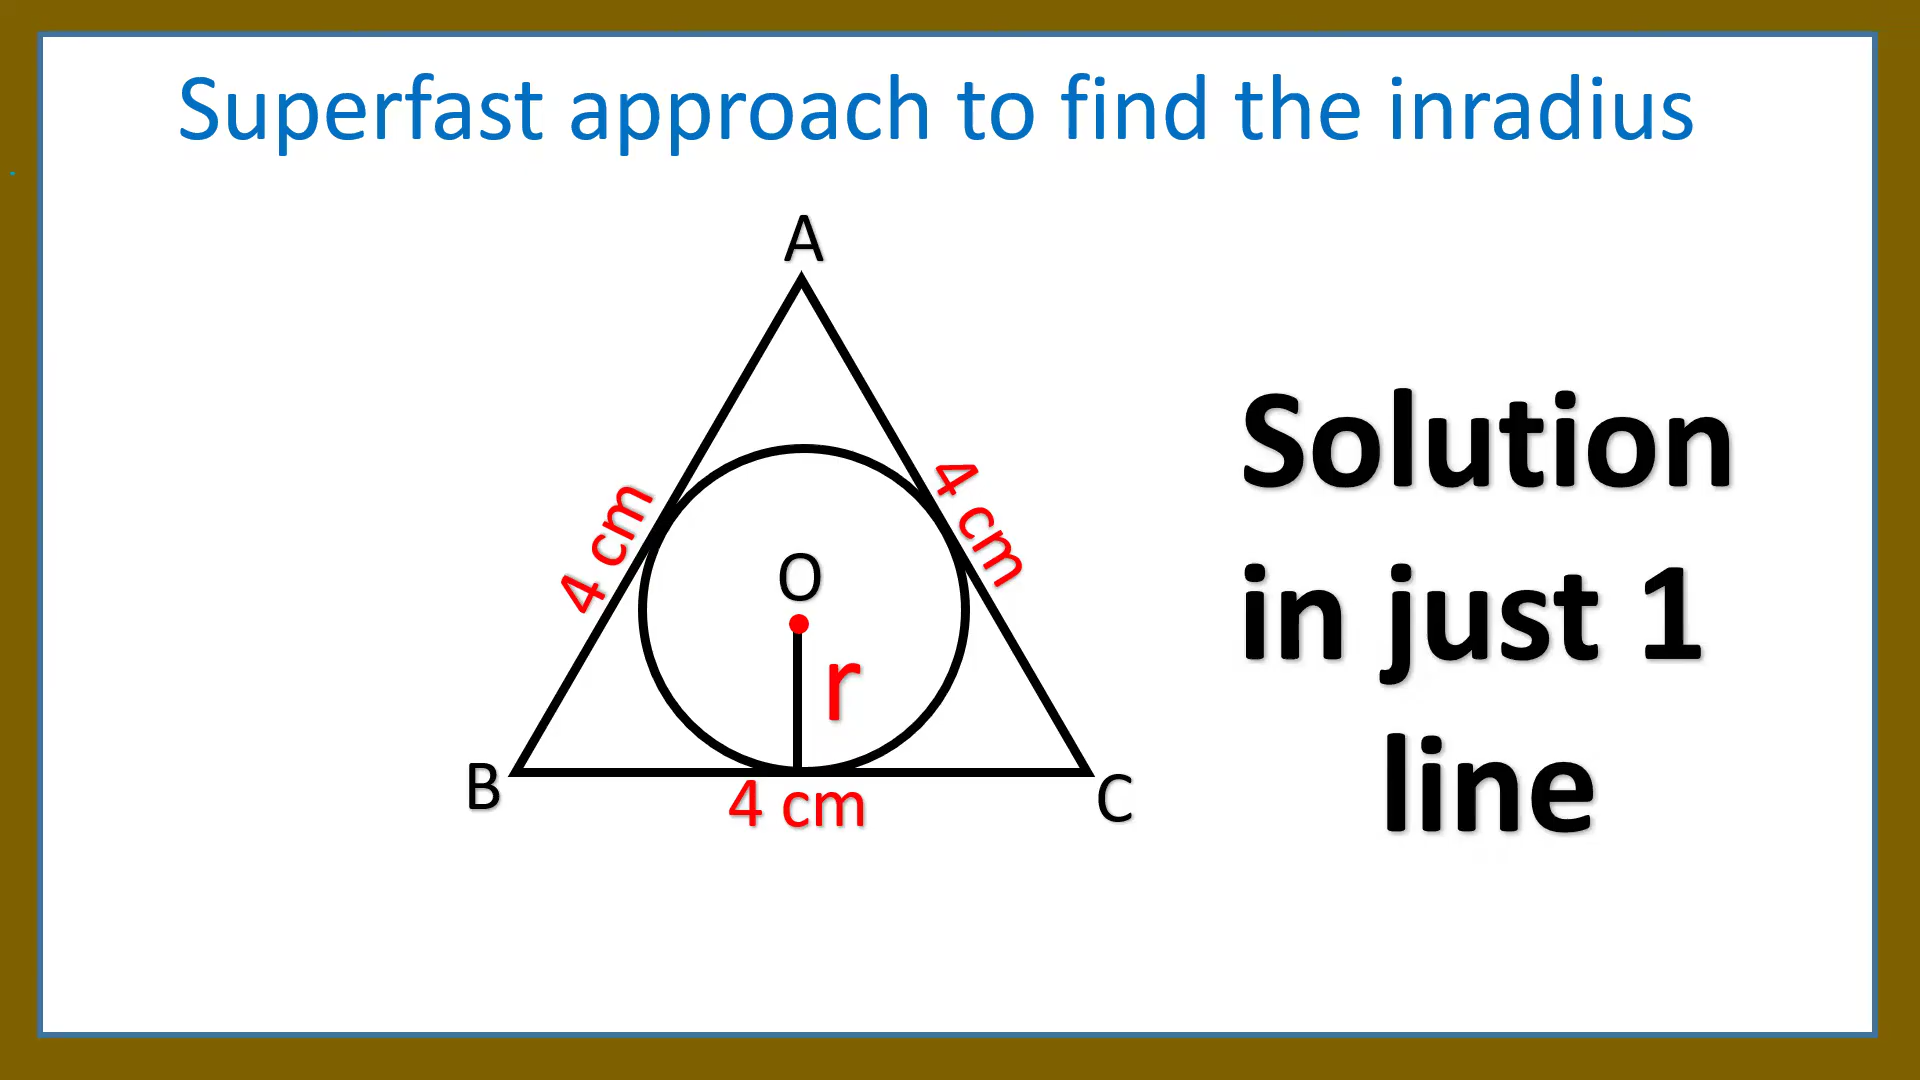 Superfast approach to find the inradius
A
4 cm
4 cm
O
r
B
4 cm
C
Solution
in just 1
line